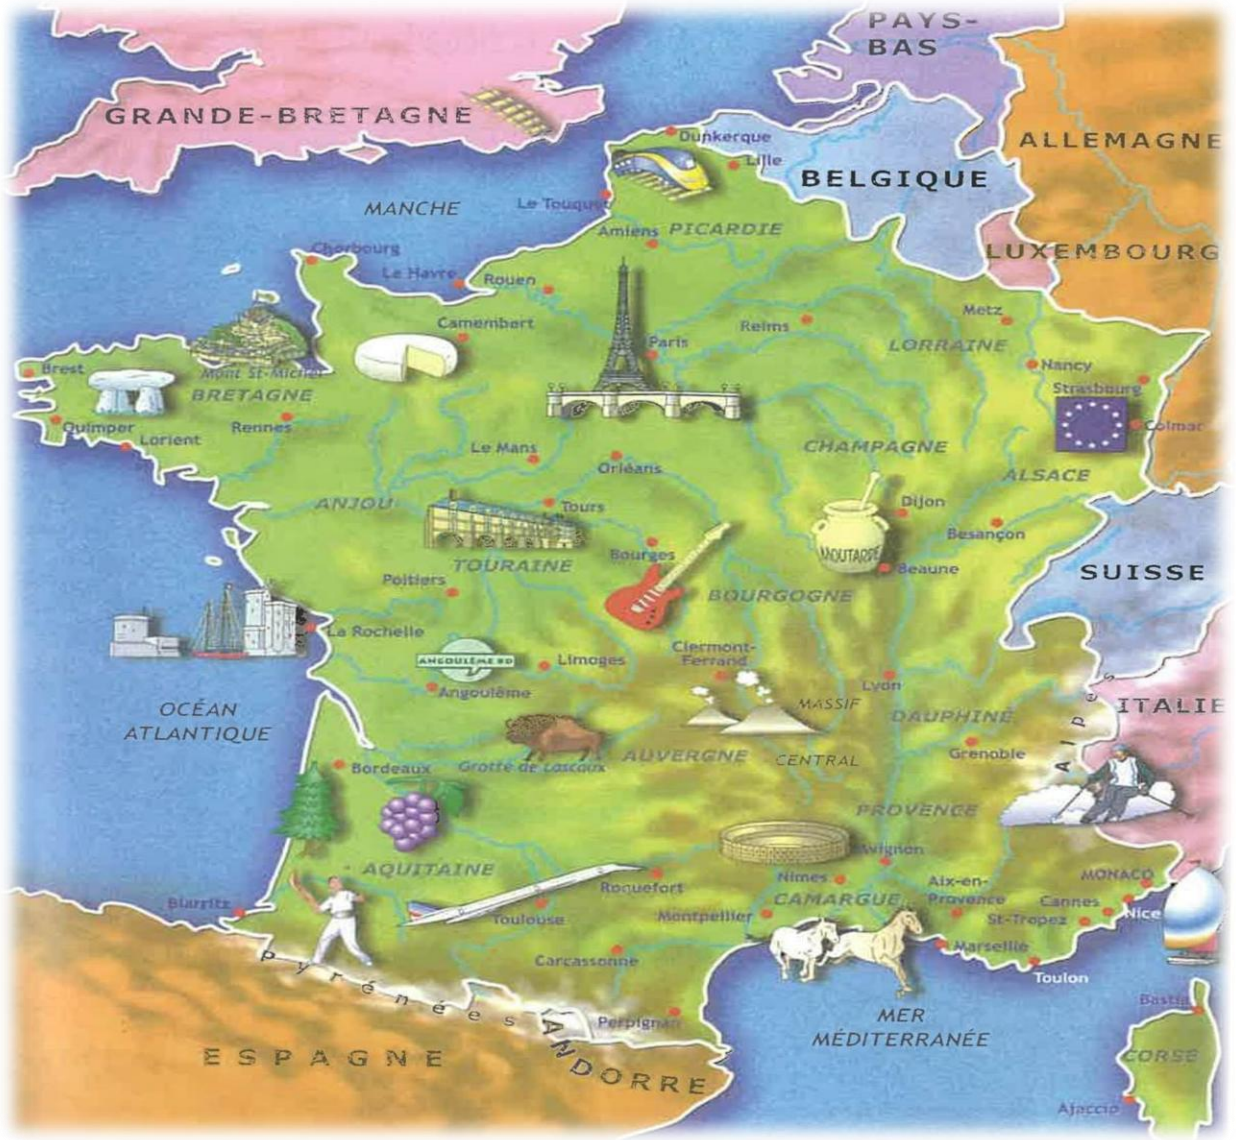 PAYS-
BAS
GRANDE-BRETAGNE
ALLEMAGNE
Dunkerque
Lille
BELGIQUE
MANCHE
Le Touquet
Amiens
PICARDIE
LUXEMBOURG
Cherbourg
Le Havre
Rouen
Camembert
Reims
Metz
Paris
LORRAINE
Nancy
Brest
Mont St-Michel
Strasbourg
BRETAGNE
Quimper
Rennes
Colmar
Lorient
Le Mans
CHAMPAGNE
Orléans
ALSACE
ANJOU
Tours
Dijon
Besançon
MOUTARDE
Bourges
TOURAINE
Beaune
SUISSE
Poitiers
BOURGOGNE
La Rochelle
Clermont-
Ferrand
ANGOULÊME BD
Limoges
Angoulême
Lyon
Alpes
OCÉAN
ATLANTIQUE
MASSIF
CENTRAL
DAUPHINÉ
ITALIE
Grenoble
AUVERGNE
Bordeaux
Grotte de Lascaux
PROVENCE
Avignon
AQUITAINE
Roquefort
Nîmes
Aix-en-
Provence
MONACO
CAMARGUE
Cannes
Biarritz
Toulouse
Montpellier
St-Tropez
Nice
Marseille
Carcassonne
Toulon
Pyrénées
Bastia
Perpignan
MER
MÉDITERRANÉE
ESPAGNE
ANDORRE
CORSE
Ajaccio